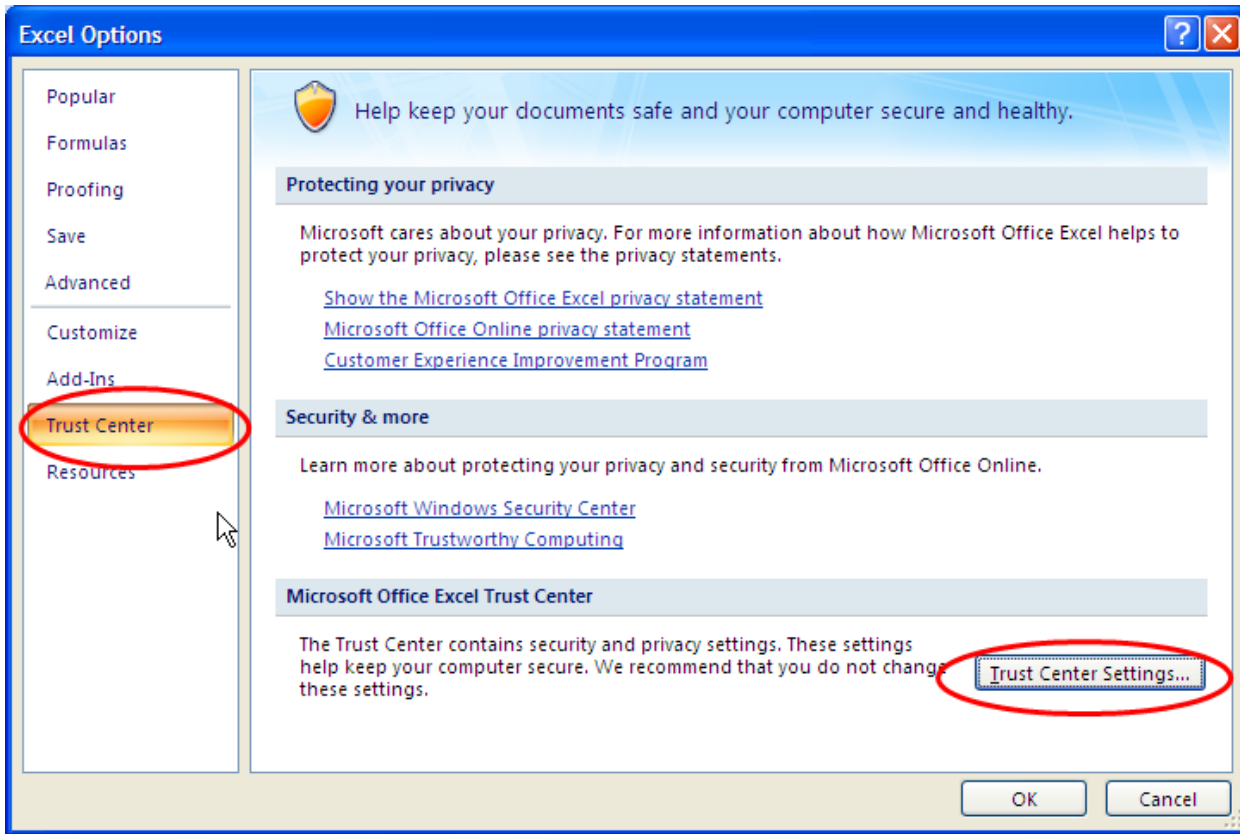 Excel Options
?
Popular
Formulas
Proofing
Save
Advanced
Customize
Add-Ins
Trust Center
Resources
Help keep your documents safe and your computer secure and healthy.
Protecting your privacy
Microsoft cares about your privacy. For more information about how Microsoft Office Excel helps to
protect your privacy, please see the privacy statements.
Show the Microsoft Office Excel privacy statement
Microsoft Office Online privacy statement
Customer Experience Improvement Program
Security & more
Learn more about protecting your privacy and security from Microsoft Office Online.
Microsoft Windows Security Center
Microsoft Trustworthy Computing
Microsoft Office Excel Trust Center
The Trust Center contains security and privacy settings. These settings
help keep your computer secure. We recommend that you do not change
these settings.
Trust Center Settings...
OK
Cancel